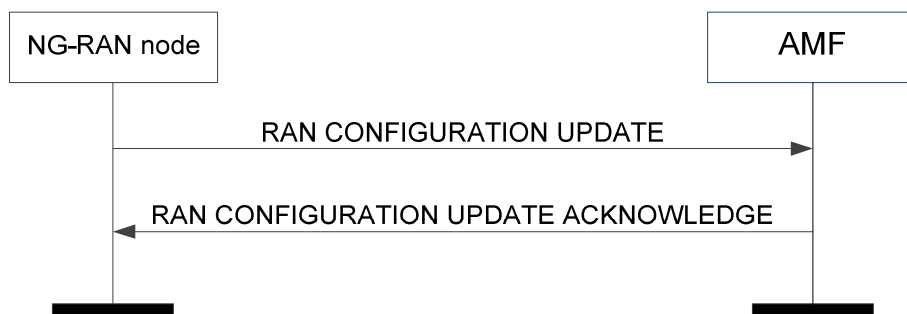 NG-RAN node
AMF
RAN CONFIGURATION UPDATE
RAN CONFIGURATION UPDATE ACKNOWLEDGE